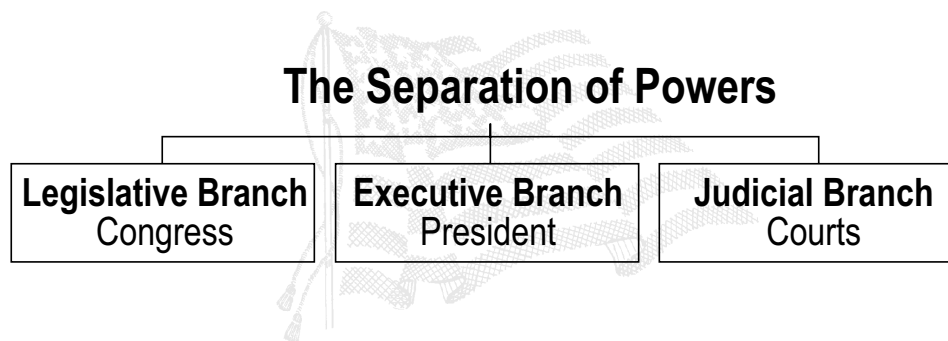 The Separation of Powers
Legislative Branch
Congress
Executive Branch
President
Judicial Branch
Courts